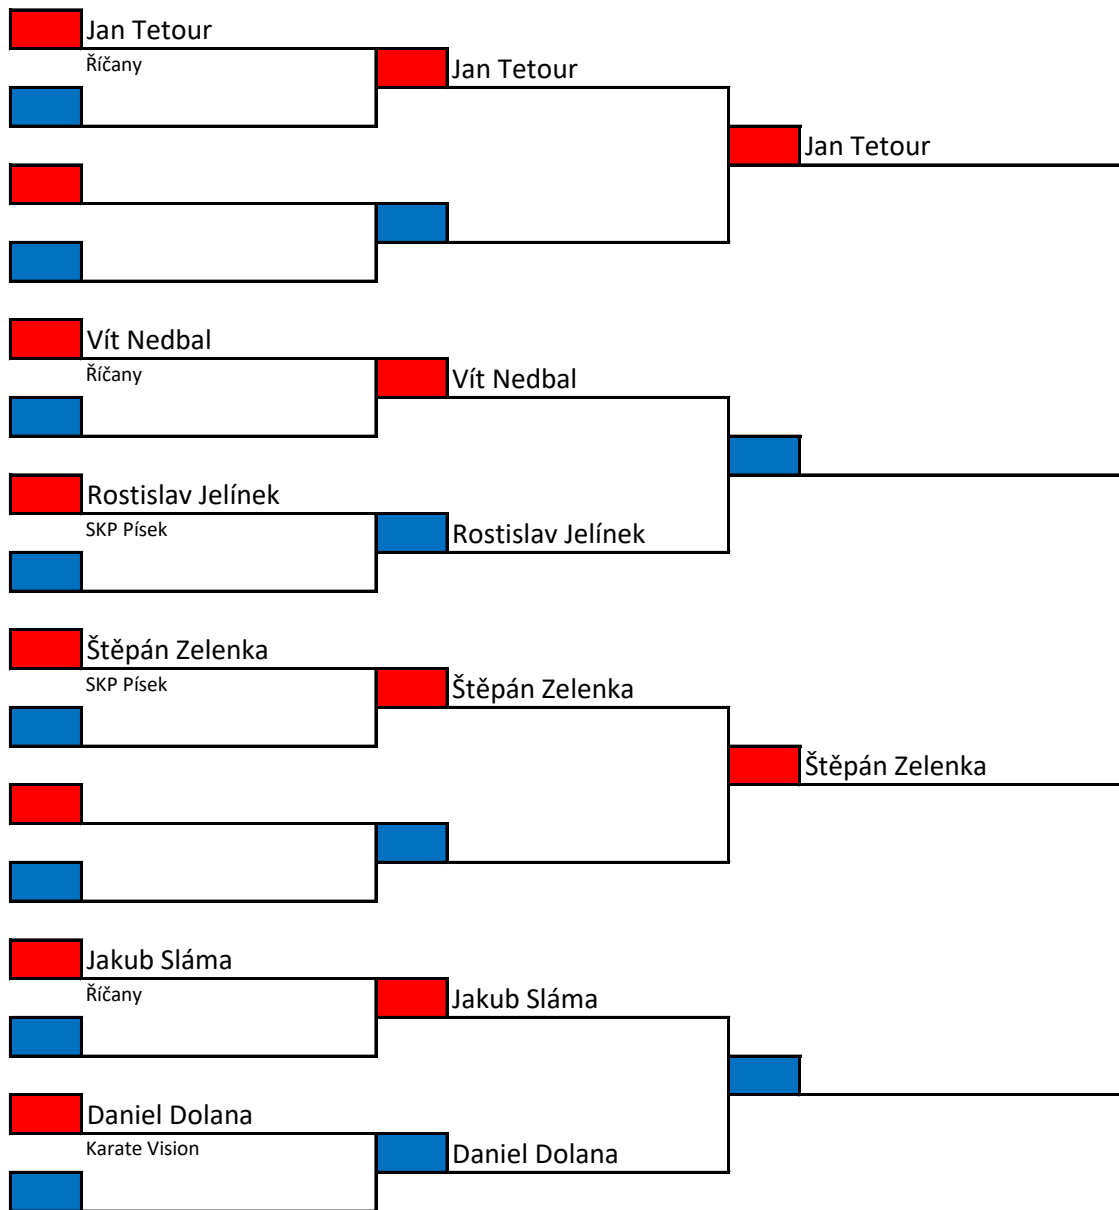 Jan Tetour
Říčany
Jan Tetour
Jan Tetour
Vít Nedbal
Říčany
Vít Nedbal
Rostislav Jelínek
SKP Písek
Rostislav Jelínek
Štěpán Zelenka
SKP Písek
Štěpán Zelenka
Štěpán Zelenka
Jakub Sláma
Říčany
Jakub Sláma
Daniel Dolana
Karate Vision
Daniel Dolana